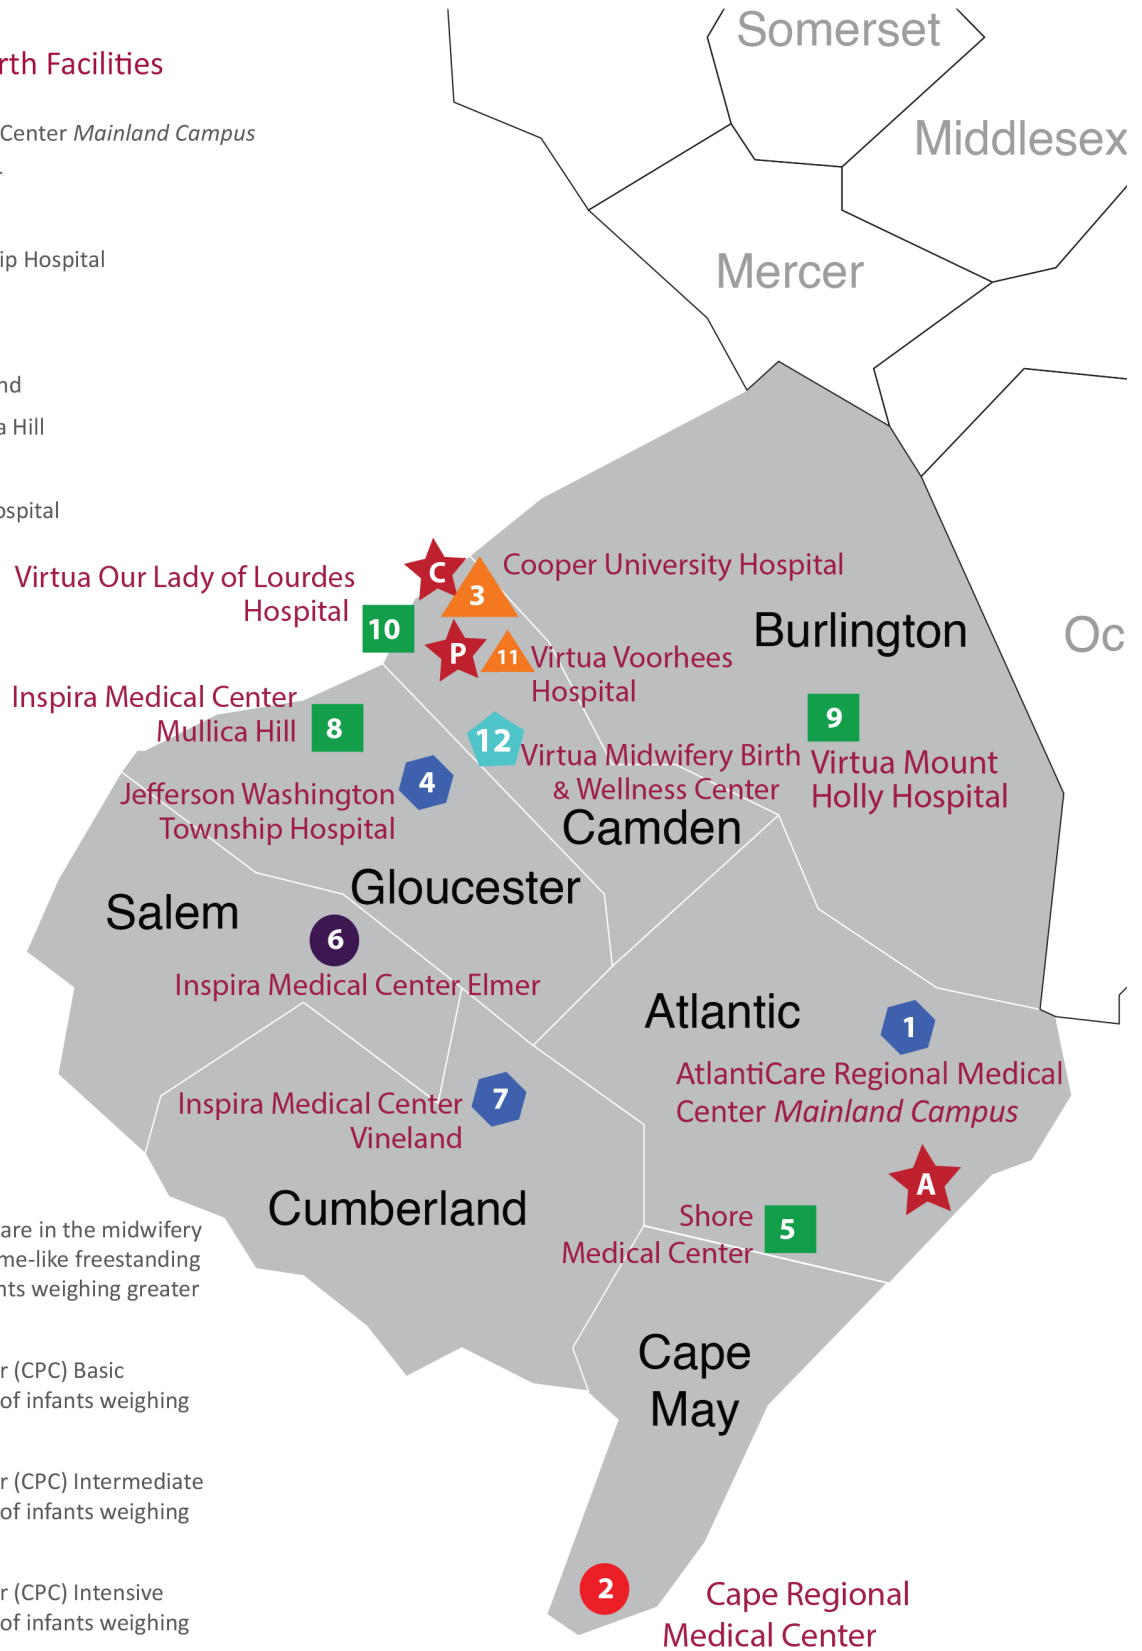 Somerset
rth Facilities
Center Mainland Campus
Middlesex
ip Hospital
Mercer
nd
a Hill
ospital
C
Cooper University Hospital
3
Virtua Our Lady of Lourdes
Hospital
10
Burlington
Oc
P
11
Virtua Voorhees
Hospital
Inspira Medical Center
Mullica Hill
8
9
12
Virtua Midwifery Birth
& Wellness Center
Virtua Mount
Holly Hospital
4
Jefferson Washington
Township Hospital
Camden
Gloucester
Salem
6
Inspira Medical Center Elmer
Atlantic
1
AtlantiCare Regional Medical
Center Mainland Campus
7
Inspira Medical Center
Vineland
A
Cumberland
Shore
Medical Center
5
are in the midwifery
me-like freestanding
nts weighing greater
Cape
May
r (CPC) Basic
of infants weighing
r (CPC) Intermediate
of infants weighing
2
r (CPC) Intensive
of infants weighing
Cape Regional
Medical Center